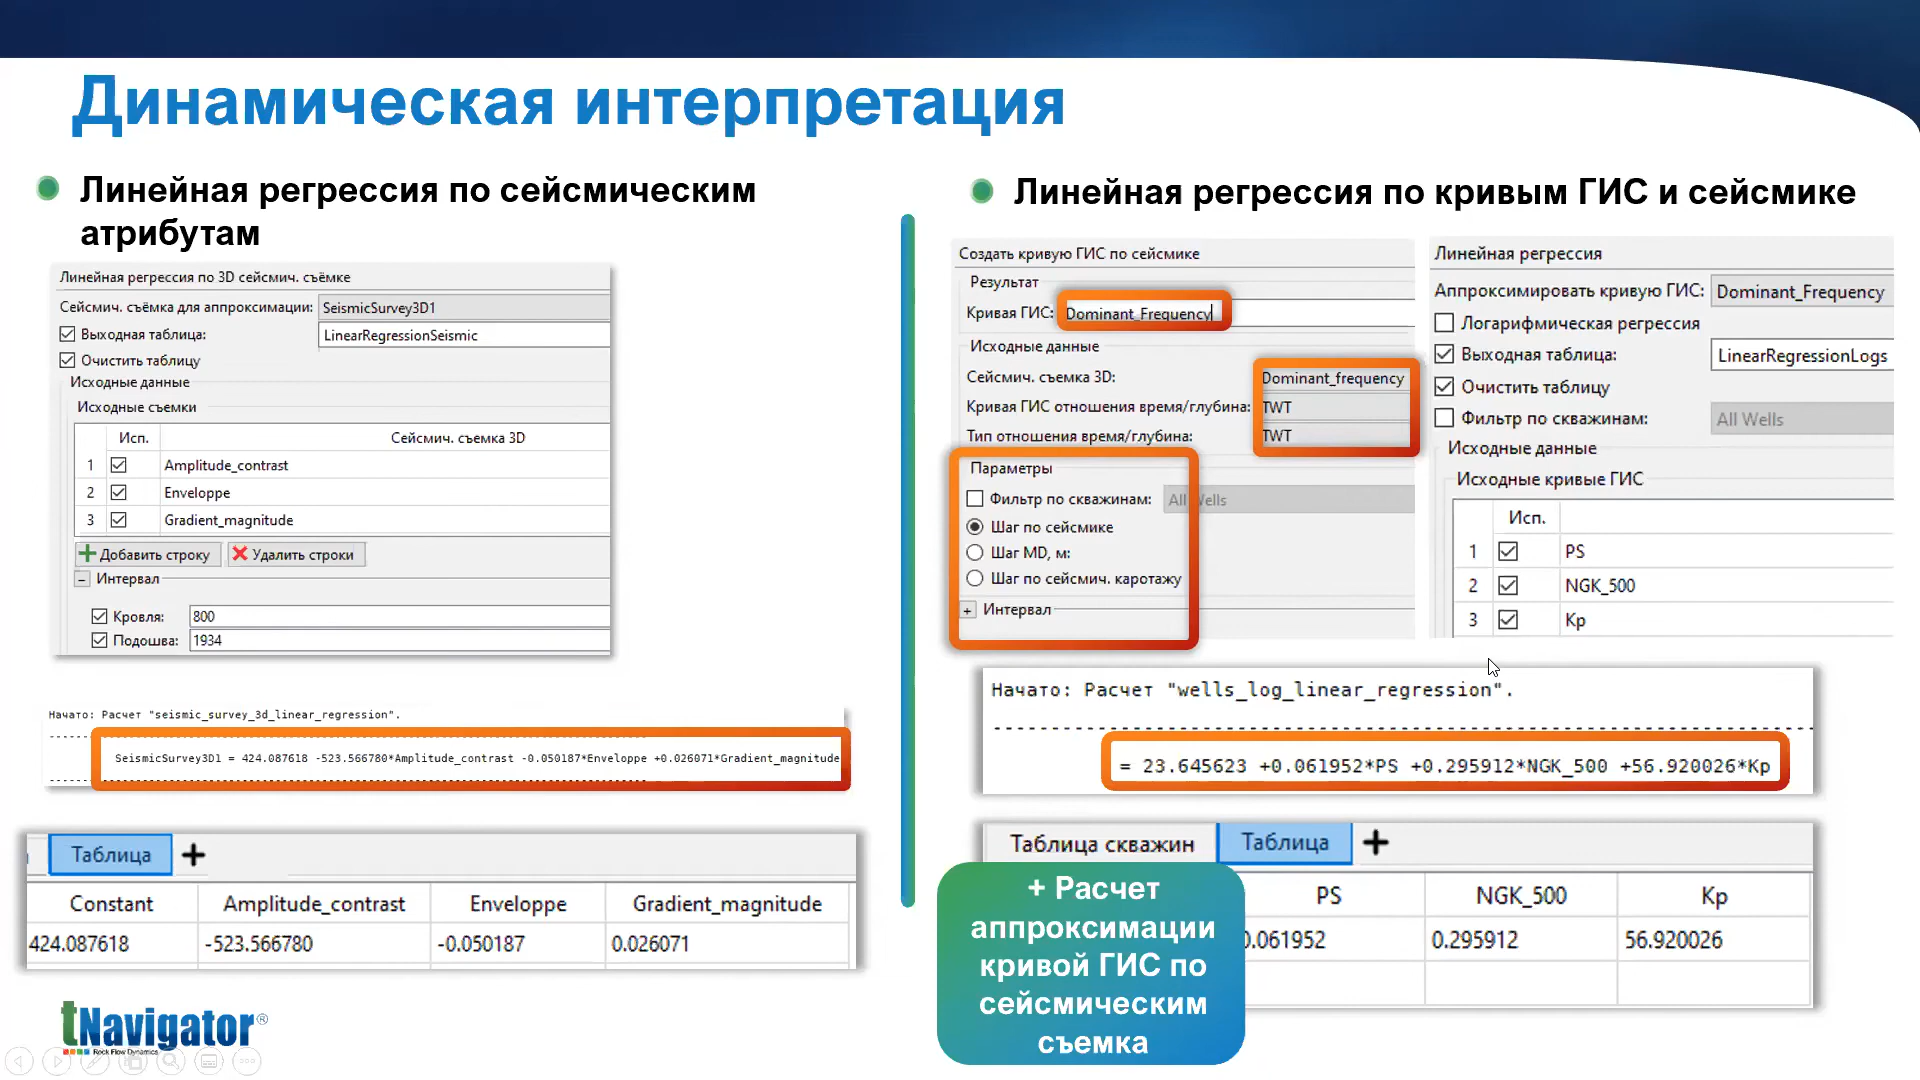 Динамическая интерпретация
Линейная регрессия по сейсмическим
атрибутам
Линейная регрессия по 3D сейсмич. съёмке
Сейсмич. съёмка для аппроксимации: SeismicSurvey3D1
Выходная таблица: LinearRegressionSeismic
Очистить таблицу
Исходные данные
Исходные съемки
Исп. Сейсмич. съемка 3D
1 Amplitude_contrast
2 Enveloppe
3 Gradient_magnitude
Добавить строку Удалить строки
Интервал
Кровля: 800
Подошва: 1934
Начато: Расчет "seismic_survey_3d_linear_regression".
SeismicSurvey3D1 = 424.087618 -523.566780*Amplitude_contrast -0.050187*Enveloppe +0.026071*Gradient_magnitude
Таблица +
Constant Amplitude_contrast Enveloppe Gradient_magnitude
424.087618 -523.566780 -0.050187 0.026071
tNavigator®
Rock Flow Dynamics
Линейная регрессия по кривым ГИС и сейсмике
Создать кривую ГИС по сейсмике
Результат
Кривая ГИС: Dominant_Frequency
Исходные данные
Сейсмич. съемка 3D: Dominant_frequency
Кривая ГИС отношения время/глубина: TWT
Тип отношения время/глубина: TWT
Параметры
Фильтр по скважинам: All Wells
Шаг по сейсмике
Шаг MD, м:
Шаг по сейсмич. каротажу
Интервал
Линейная регрессия
Аппроксимировать кривую ГИС: Dominant_Frequency
Логарифмическая регрессия
Выходная таблица: LinearRegressionLogs
Очистить таблицу
Фильтр по скважинам: All Wells
Исходные данные
Исходные кривые ГИС
Исп.
1 PS
2 NGK_500
3 Kp
Начато: Расчет "wells_log_linear_regression".
= 23.645623 +0.061952*PS +0.295912*NGK_500 +56.920026*Kp
Таблица скважин Таблица +
PS NGK_500 Kp
0.061952 0.295912 56.920026
+ Расчет
аппроксимации
кривой ГИС по
сейсмическим
съемка